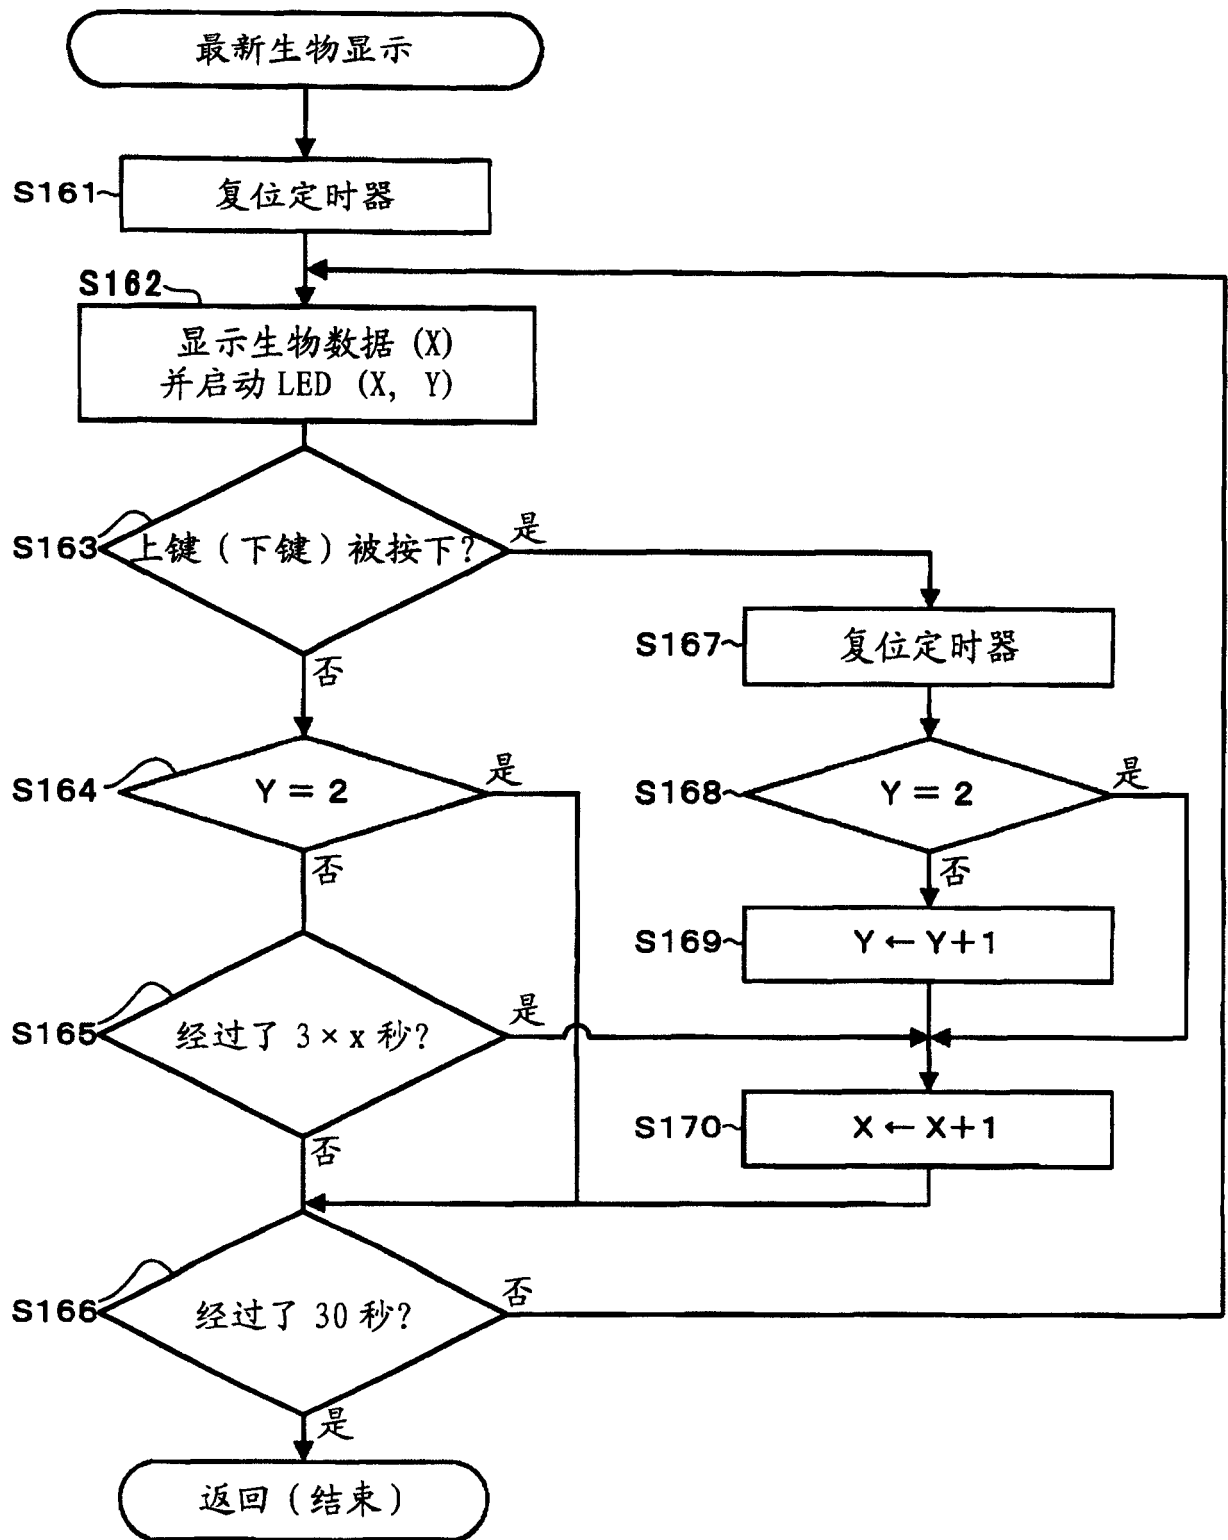 最新生物显示
S161
复位定时器
S162
显示生物数据 (X)
并启动 LED (X, Y)
S163
上键（下键）被按下?
是
否
S167
复位定时器
S164
Y = 2
是
否
S168
Y = 2
是
否
S169
Y ← Y+1
S165
经过了 3 × x 秒?
是
否
S170
X ← X+1
S166
经过了 30 秒?
否
是
返回（结束）